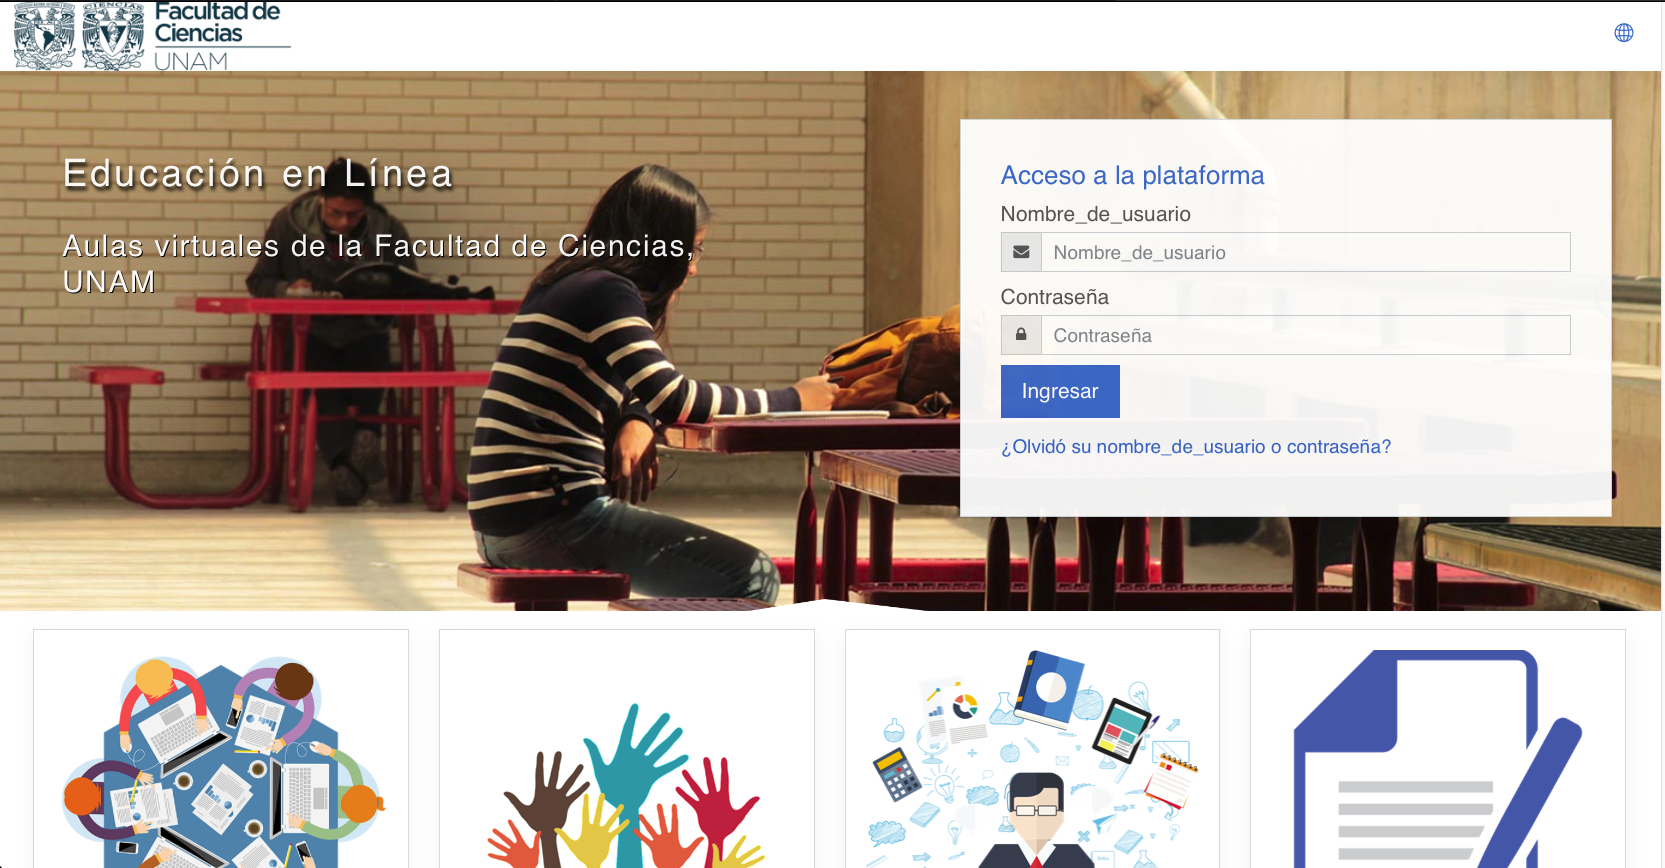 Facultad de
Ciencias
UNAM
Educación en Línea
Aulas virtuales de la Facultad de Ciencias,
UNAM
Acceso a la plataforma
Nombre_de_usuario
Nombre_de_usuario
Contraseña
Contraseña
Ingresar
¿Olvidó su nombre_de_usuario o contraseña?